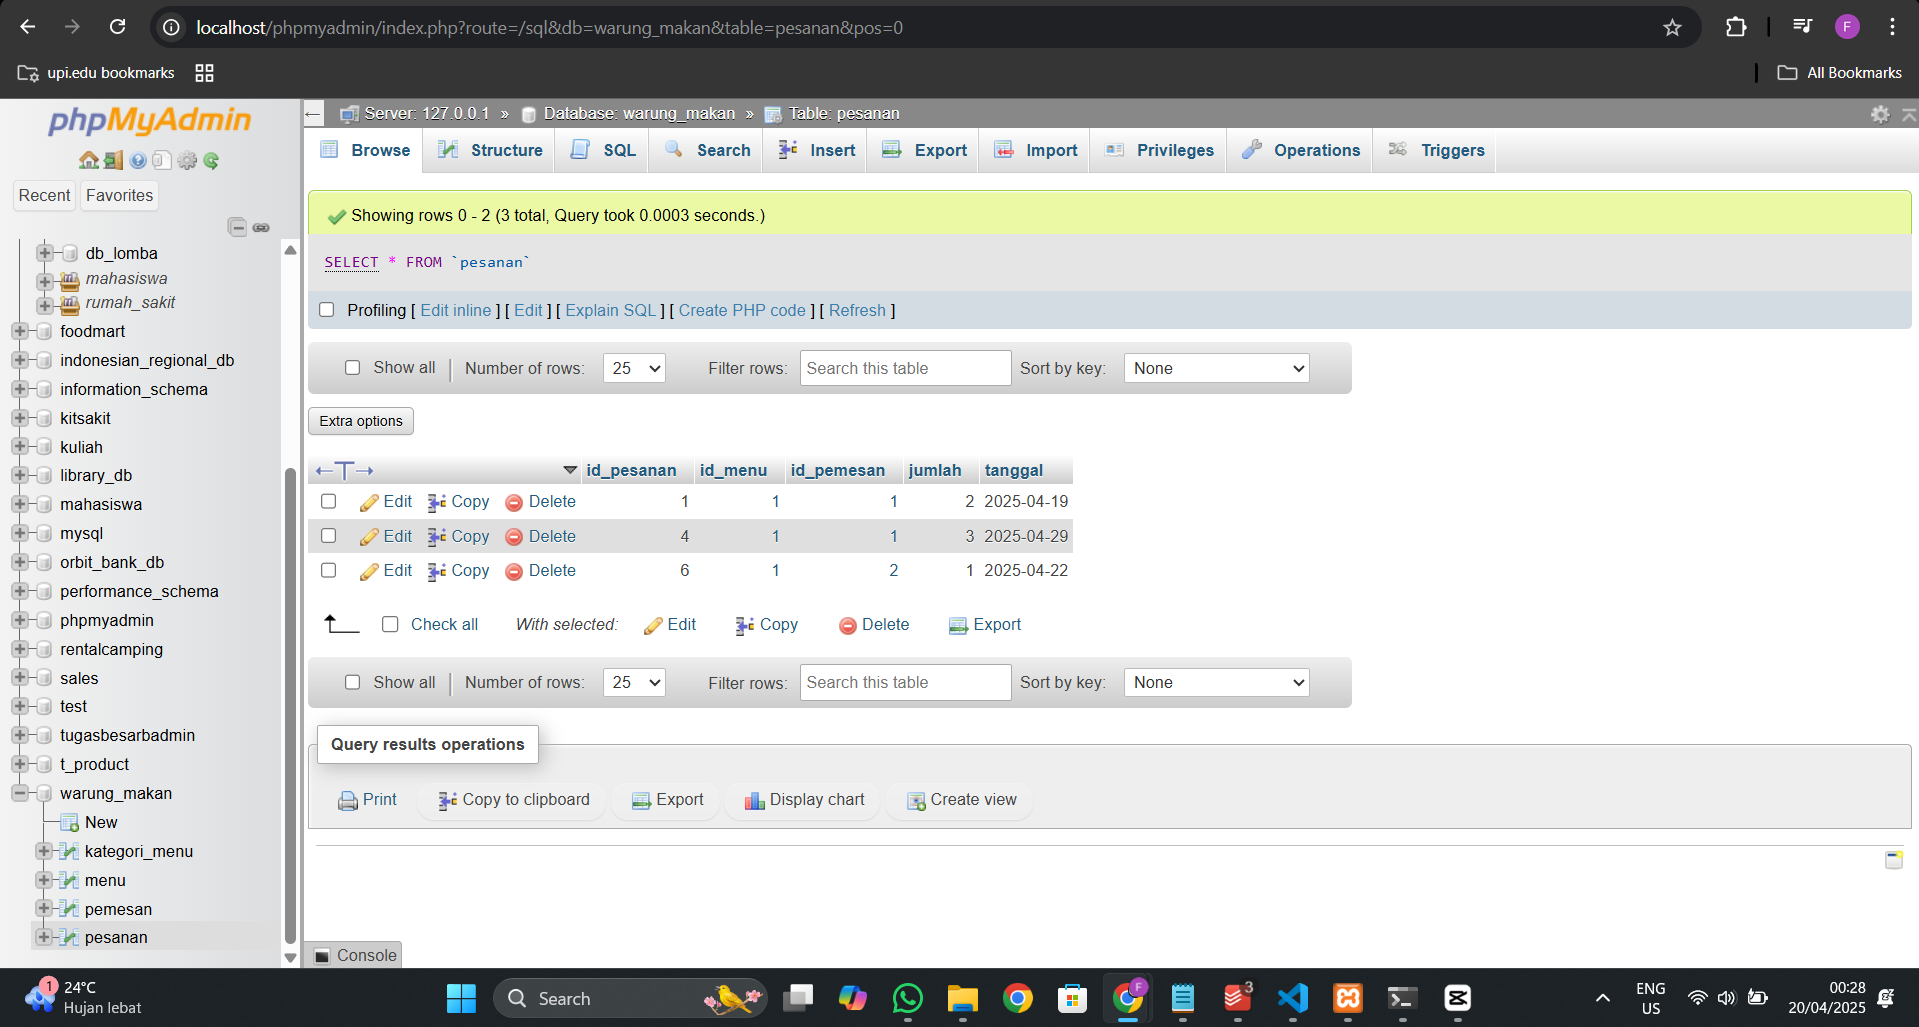 localhost/phpmyadmin/index.php?route=/sql&db=warung_makan&table=pesanan&pos=0
F
upi.edu bookmarks
All Bookmarks
phpMyAdmin
Recent
Favorites
db_lomba
mahasiswa
rumah_sakit
foodmart
indonesian_regional_db
information_schema
kitsakit
kuliah
library_db
mahasiswa
mysql
orbit_bank_db
performance_schema
phpmyadmin
rentalcamping
sales
test
tugasbesarbadmin
t_product
warung_makan
New
kategori_menu
menu
pemesan
pesanan
Server: 127.0.0.1 » Database: warung_makan » Table: pesanan
Browse Structure SQL Search Insert Export Import Privileges Operations Triggers
Showing rows 0 - 2 (3 total, Query took 0.0003 seconds.)
SELECT * FROM `pesanan`
Profiling [ Edit inline ] [ Edit ] [ Explain SQL ] [ Create PHP code ] [ Refresh ]
Show all Number of rows: 25 Filter rows: Search this table Sort by key: None
Extra options
id_pesanan id_menu id_pemesan jumlah tanggal
Edit Copy Delete 1 1 1 2 2025-04-19
Edit Copy Delete 4 1 1 3 2025-04-29
Edit Copy Delete 6 1 2 1 2025-04-22
Check all With selected: Edit Copy Delete Export
Show all Number of rows: 25 Filter rows: Search this table Sort by key: None
Query results operations
Print Copy to clipboard Export Display chart Create view
Console
1
24°C
Hujan lebat
Search
F
3
ENG
US
00:28
20/04/2025